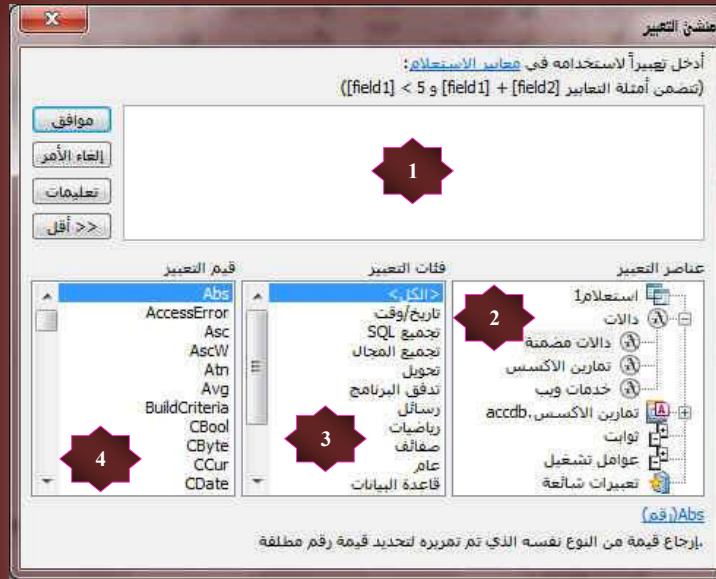 منشئ التعبير
أدخل تعبيراً لاستخدامه في معايير الاستعلام:
(تتضمن أمثلة التعابير [field1] + [field2] و [field1] < 5)
موافق
إلغاء الأمر
تعليمات
<< أقل
1
عناصر التعبير
فئات التعبير
قيم التعبير
استعلام1
دالات
دالات مضمنة
تمارين الاكسس
خدمات ويب
تمارين الاكسس.accdb
ثوابت
عوامل تشغيل
تعبيرات شائعة
2
<الكل>
تاريخ/وقت
تجميع SQL
تجميع المجال
تحويل
تدفق البرنامج
رسائل
رياضيات
صفائف
عام
قاعدة البيانات
3
Abs
AccessError
Asc
AscW
Atn
Avg
BuildCriteria
CBool
CByte
CCur
CDate
4
Abs(رقم)
إرجاع قيمة من النوع نفسه الذي تم تمريره لتحديد قيمة رقم مطلقة.